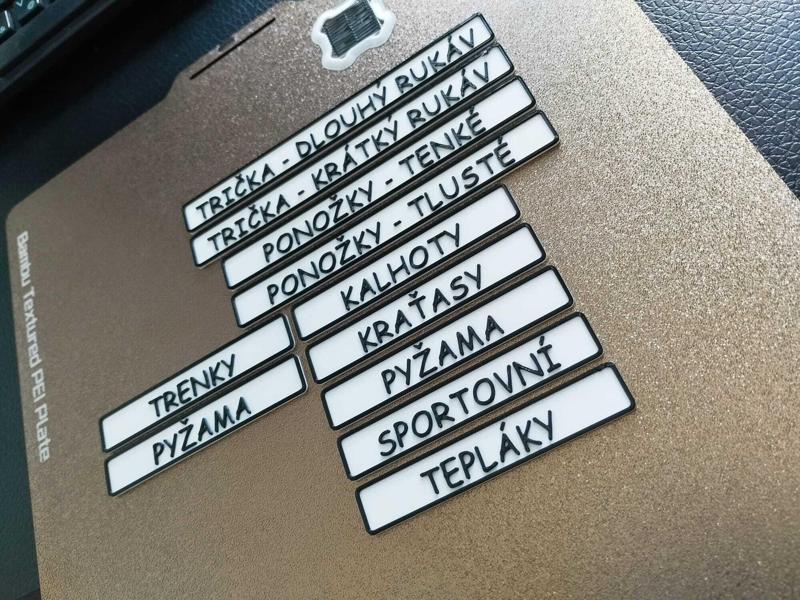 TRIČKA - DLOUHÝ RUKÁV
TRIČKA - KRÁTKÝ RUKÁV
PONOŽKY - TENKÉ
PONOŽKY - TLUSTÉ
KALHOTY
KRAŤASY
PYŽAMA
SPORTOVNÍ
TEPLÁKY
TRENKY
PYŽAMA
Bambu Textured PEI Plate